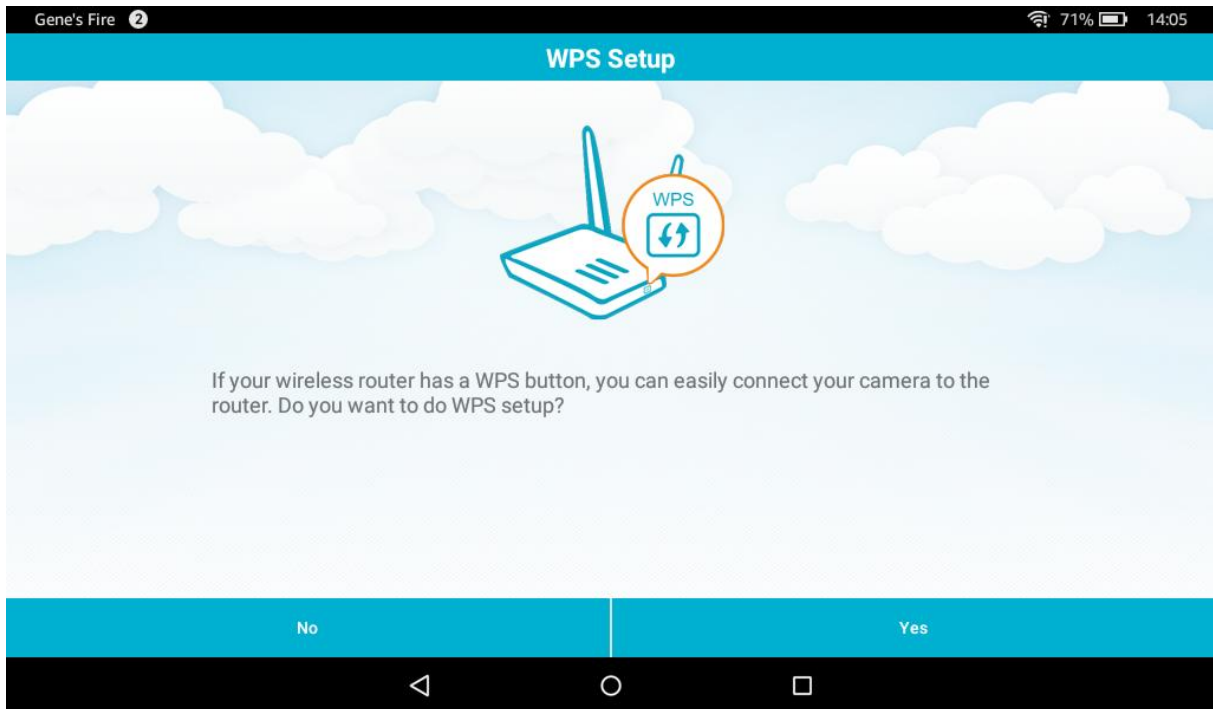 Gene's Fire 2 71% 14:05
WPS Setup
WPS
If your wireless router has a WPS button, you can easily connect your camera to the
router. Do you want to do WPS setup?
No Yes